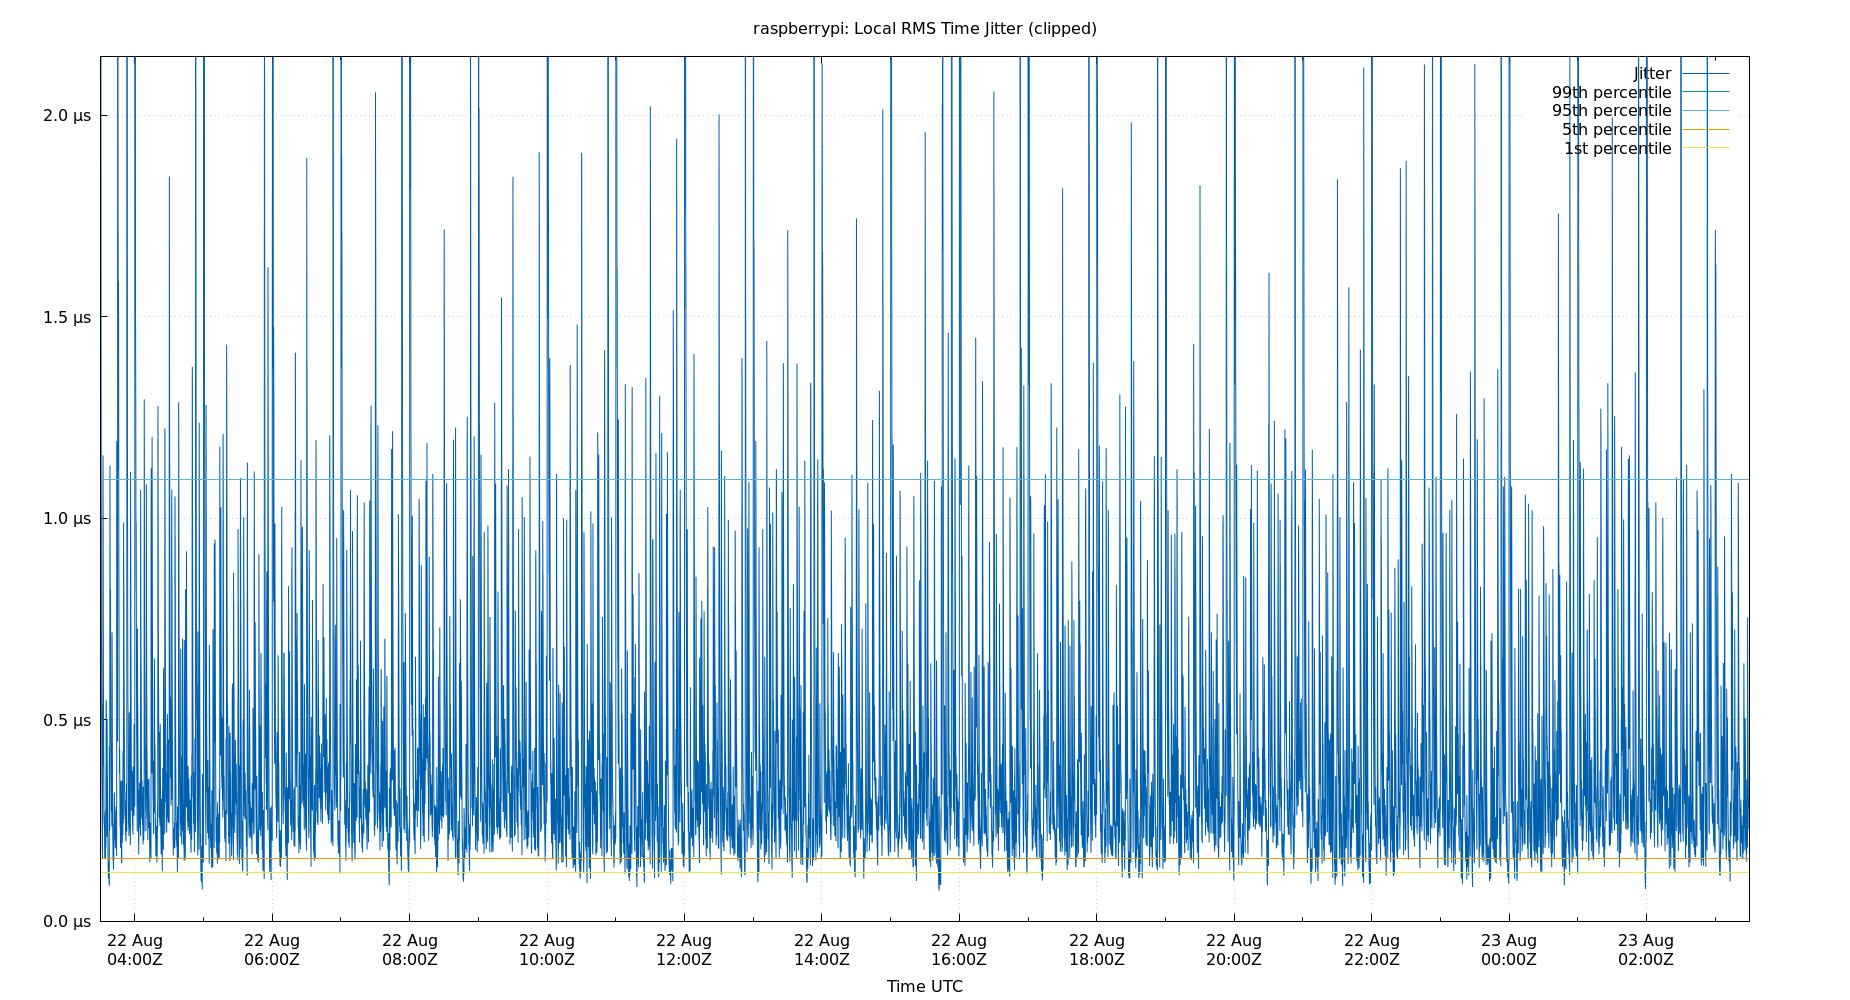 raspberrypi: Local RMS Time Jitter (clipped)
Jitter
99th percentile
95th percentile
5th percentile
1st percentile
2.0 µs
1.5 µs
1.0 µs
0.5 µs
0.0 µs
22 Aug 22 Aug 22 Aug 22 Aug 22 Aug 22 Aug 22 Aug 22 Aug 22 Aug 22 Aug 23 Aug 23 Aug
04:00Z 06:00Z 08:00Z 10:00Z 12:00Z 14:00Z 16:00Z 18:00Z 20:00Z 22:00Z 00:00Z 02:00Z
Time UTC